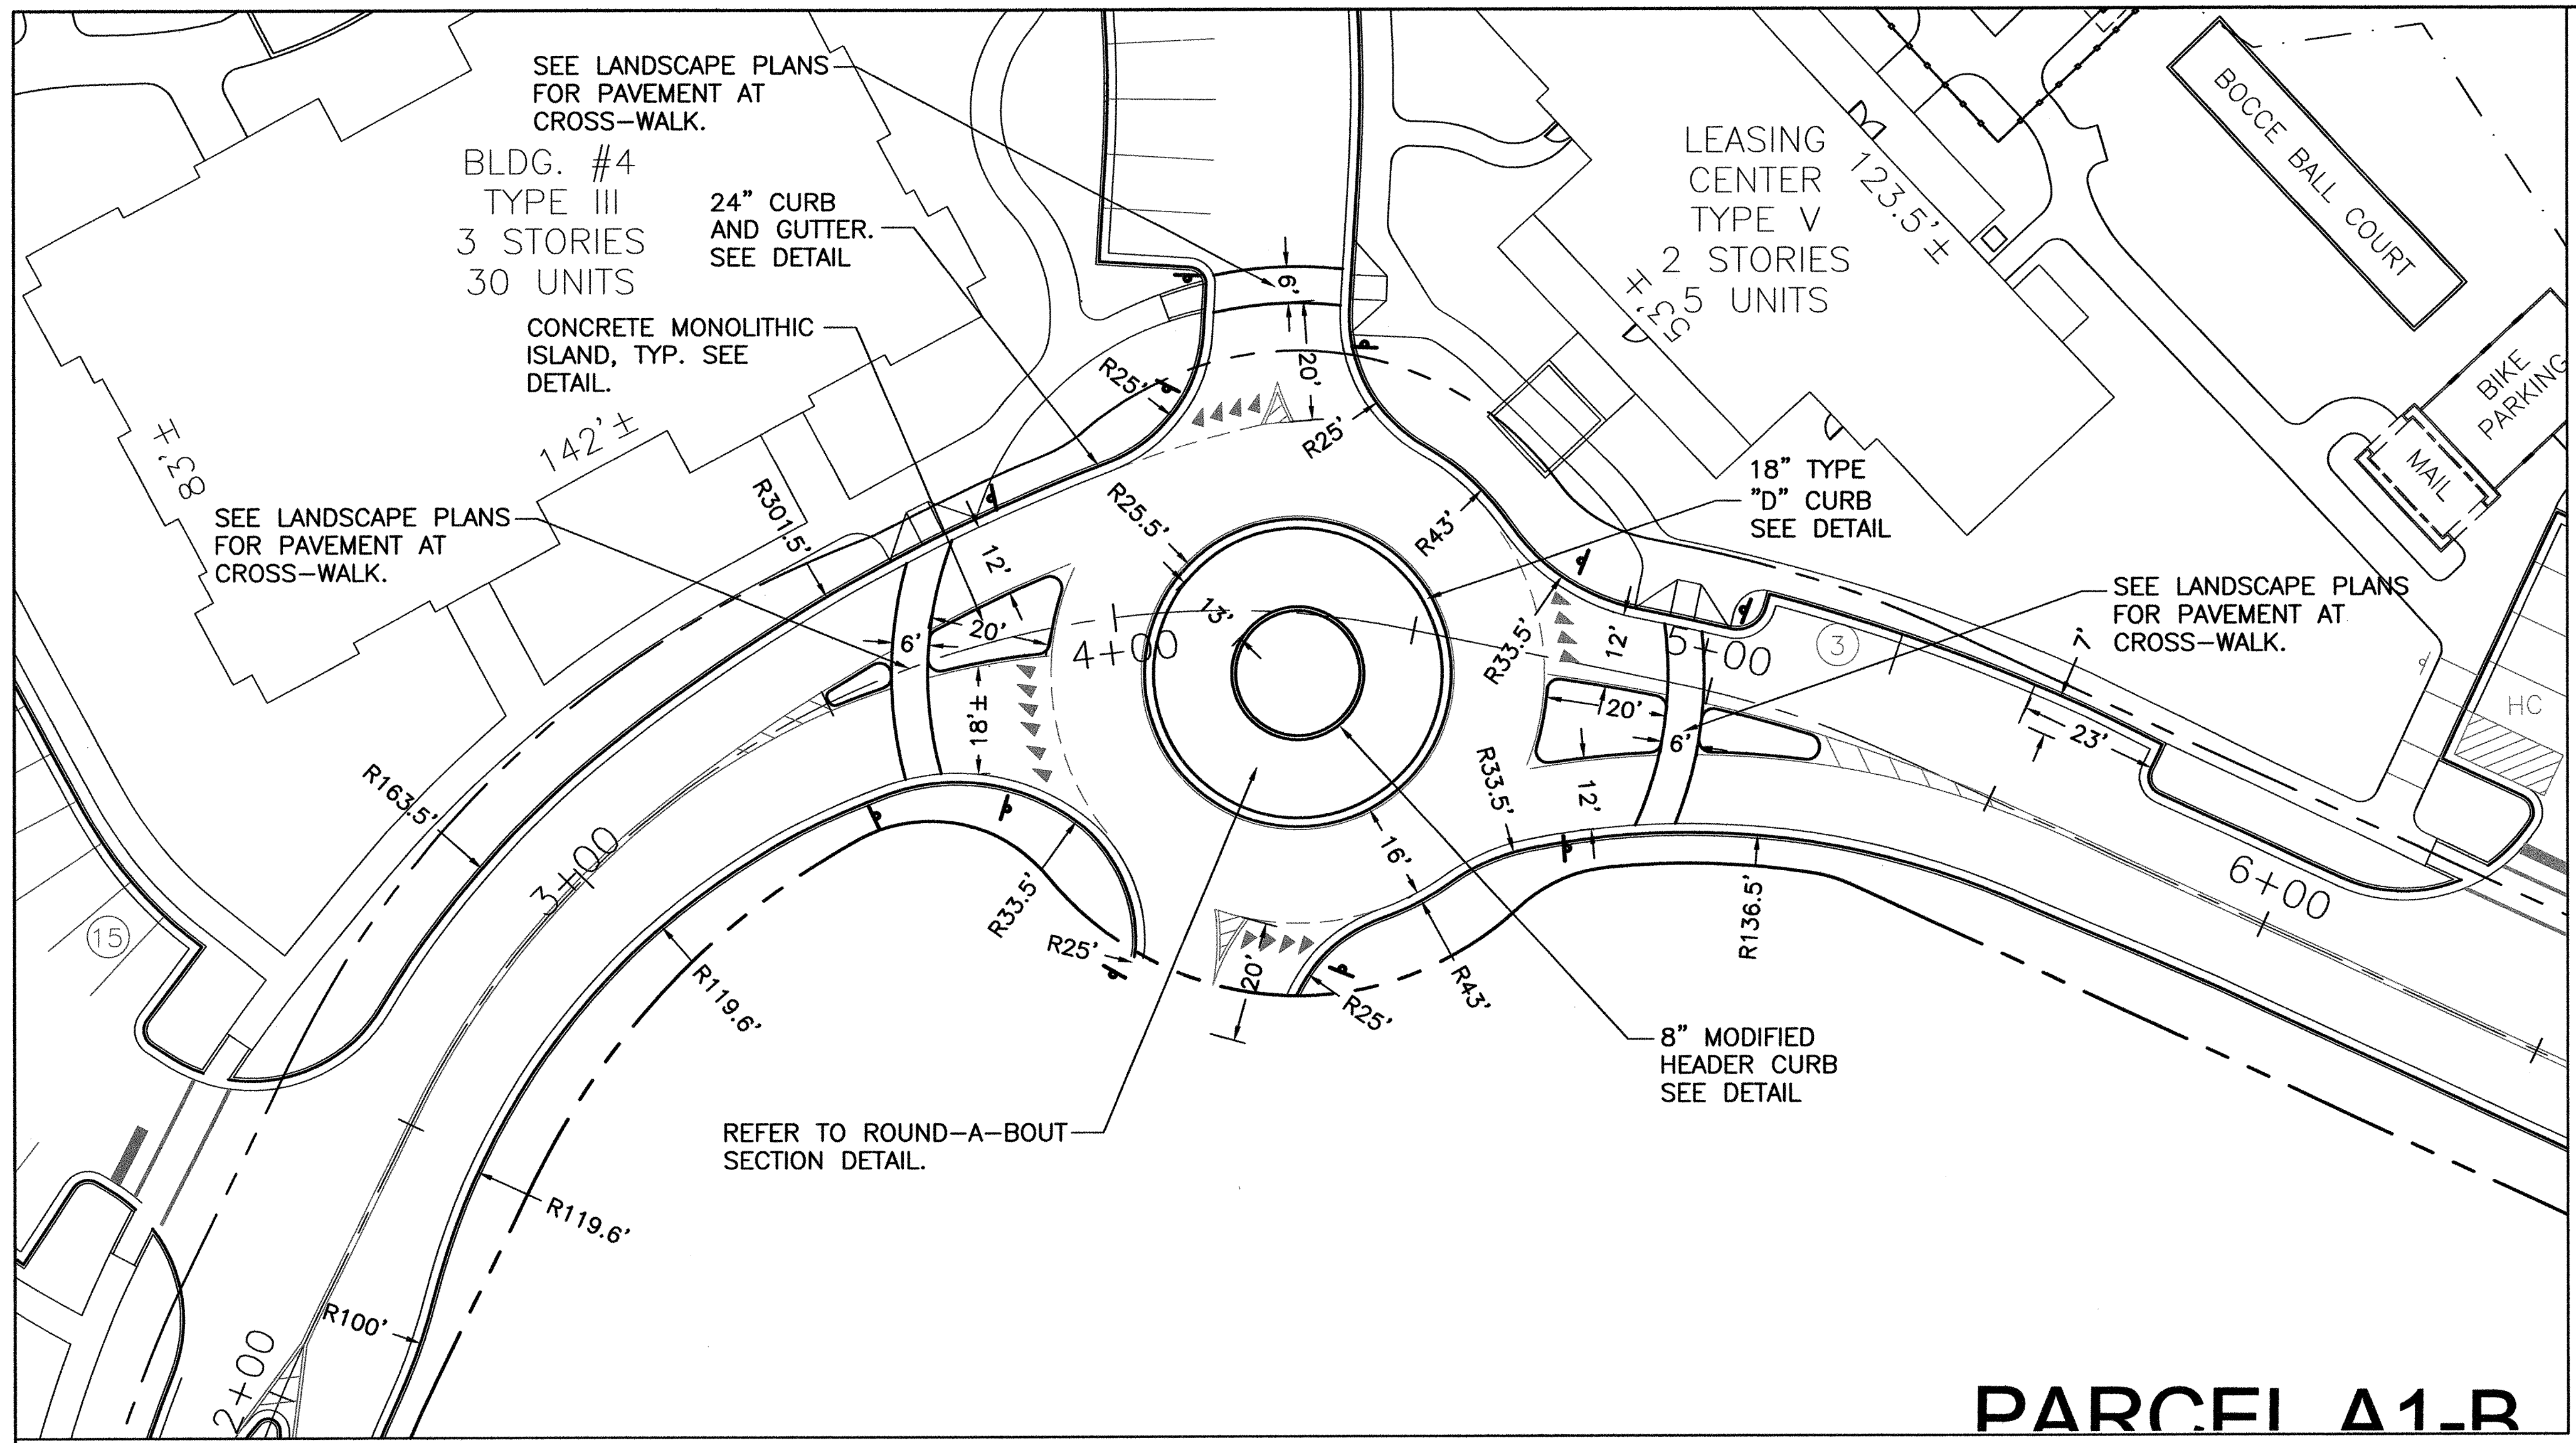 SEE LANDSCAPE PLANS
FOR PAVEMENT AT
CROSS-WALK.
BLDG. #4
TYPE III
3 STORIES
30 UNITS
24" CURB
AND GUTTER.
SEE DETAIL
CONCRETE MONOLITHIC
ISLAND, TYP. SEE
DETAIL.
83'±
142'±
SEE LANDSCAPE PLANS
FOR PAVEMENT AT
CROSS-WALK.
LEASING
CENTER
TYPE V
2 STORIES
5 UNITS
123.5'±
53'±
BOCCE BALL COURT
BIKE
PARKING
MAIL
HC
18" TYPE
"D" CURB
SEE DETAIL
SEE LANDSCAPE PLANS
FOR PAVEMENT AT
CROSS-WALK.
6'
20'
R25'
R25'
R301.5'
R25.5'
R43'
12'
13'
20'
6'
4+00
18'±
R33.5'
12'
5+00
3
7'
20'
6'
23'
R33.5'
12'
16'
R163.5'
3+00
15
R33.5'
R25'
20'
R25'
R43'
R136.5'
6+00
R119.6'
R119.6'
R100'
2+00
8" MODIFIED
HEADER CURB
SEE DETAIL
REFER TO ROUND-A-BOUT
SECTION DETAIL.
PARCEL A1-B